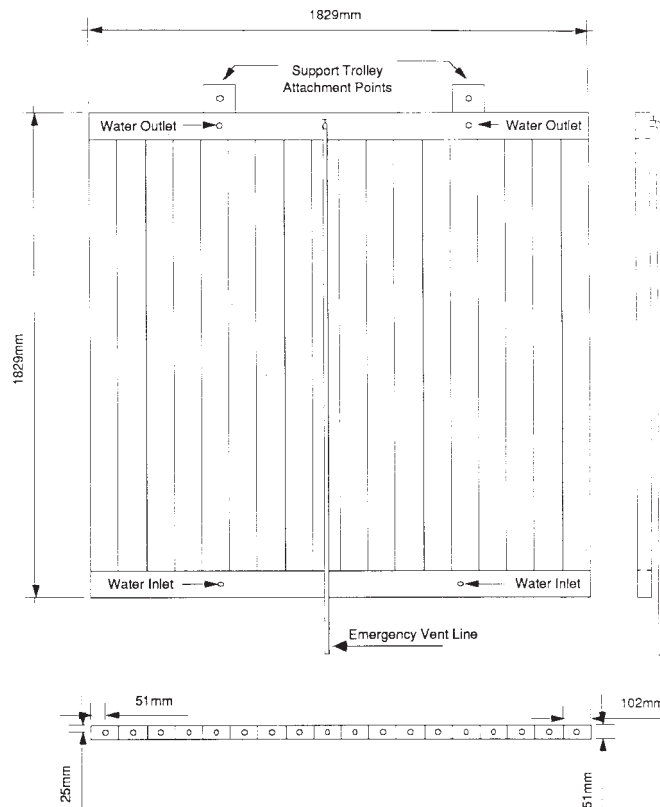 1829mm
Support Trolley
Attachment Points
Water Outlet
Water Outlet
1829mm
Water Inlet
Water Inlet
Emergency Vent Line
51mm
102mm
25mm
51mm